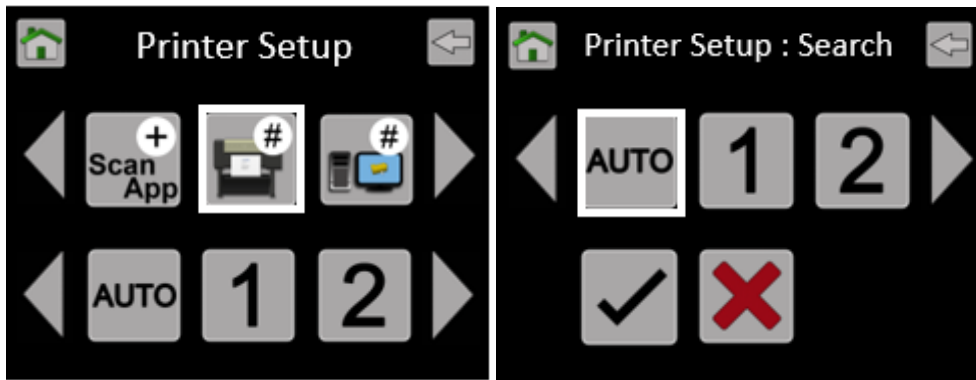 Printer Setup
+
Scan
App
#
#
AUTO
1
2
Printer Setup : Search
AUTO
1
2